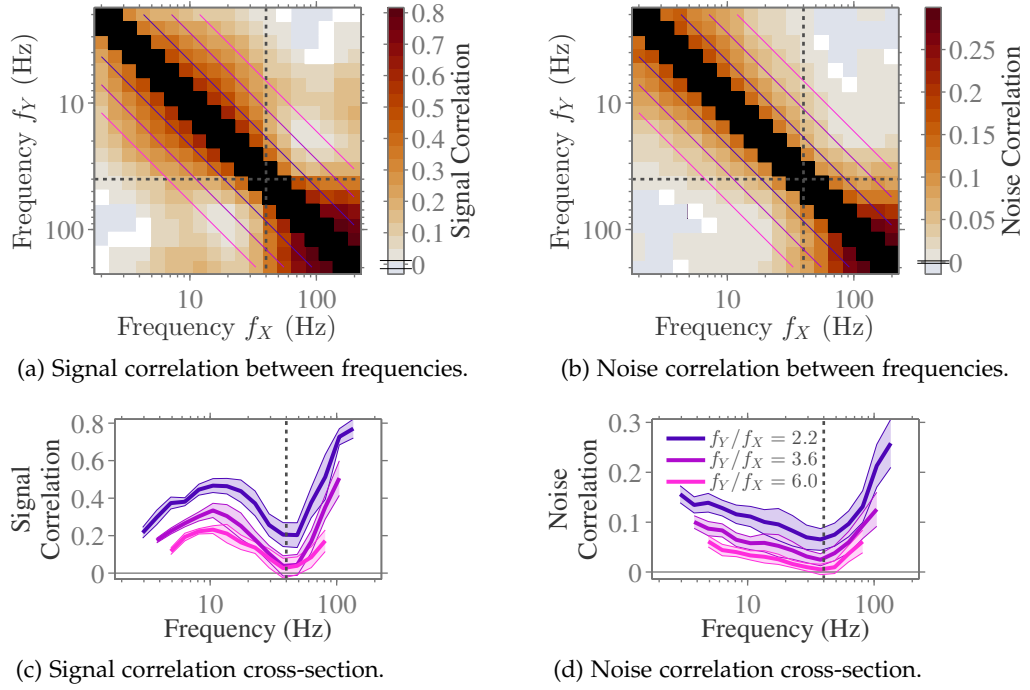 Frequency f_Y (Hz)
10
100
10
100
Frequency f_X (Hz)
0.8
0.7
0.6
0.5
0.4
0.3
0.2
0.1
0
Signal Correlation
(a) Signal correlation between frequencies.
Frequency f_Y (Hz)
10
100
10
100
Frequency f_X (Hz)
0.25
0.2
0.15
0.1
0.05
0
Noise Correlation
(b) Noise correlation between frequencies.
Signal
Correlation
0.8
0.6
0.4
0.2
0
10
100
Frequency (Hz)
(c) Signal correlation cross-section.
Noise
Correlation
0.3
0.2
0.1
0
f_Y/f_X = 2.2
f_Y/f_X = 3.6
f_Y/f_X = 6.0
10
100
Frequency (Hz)
(d) Noise correlation cross-section.